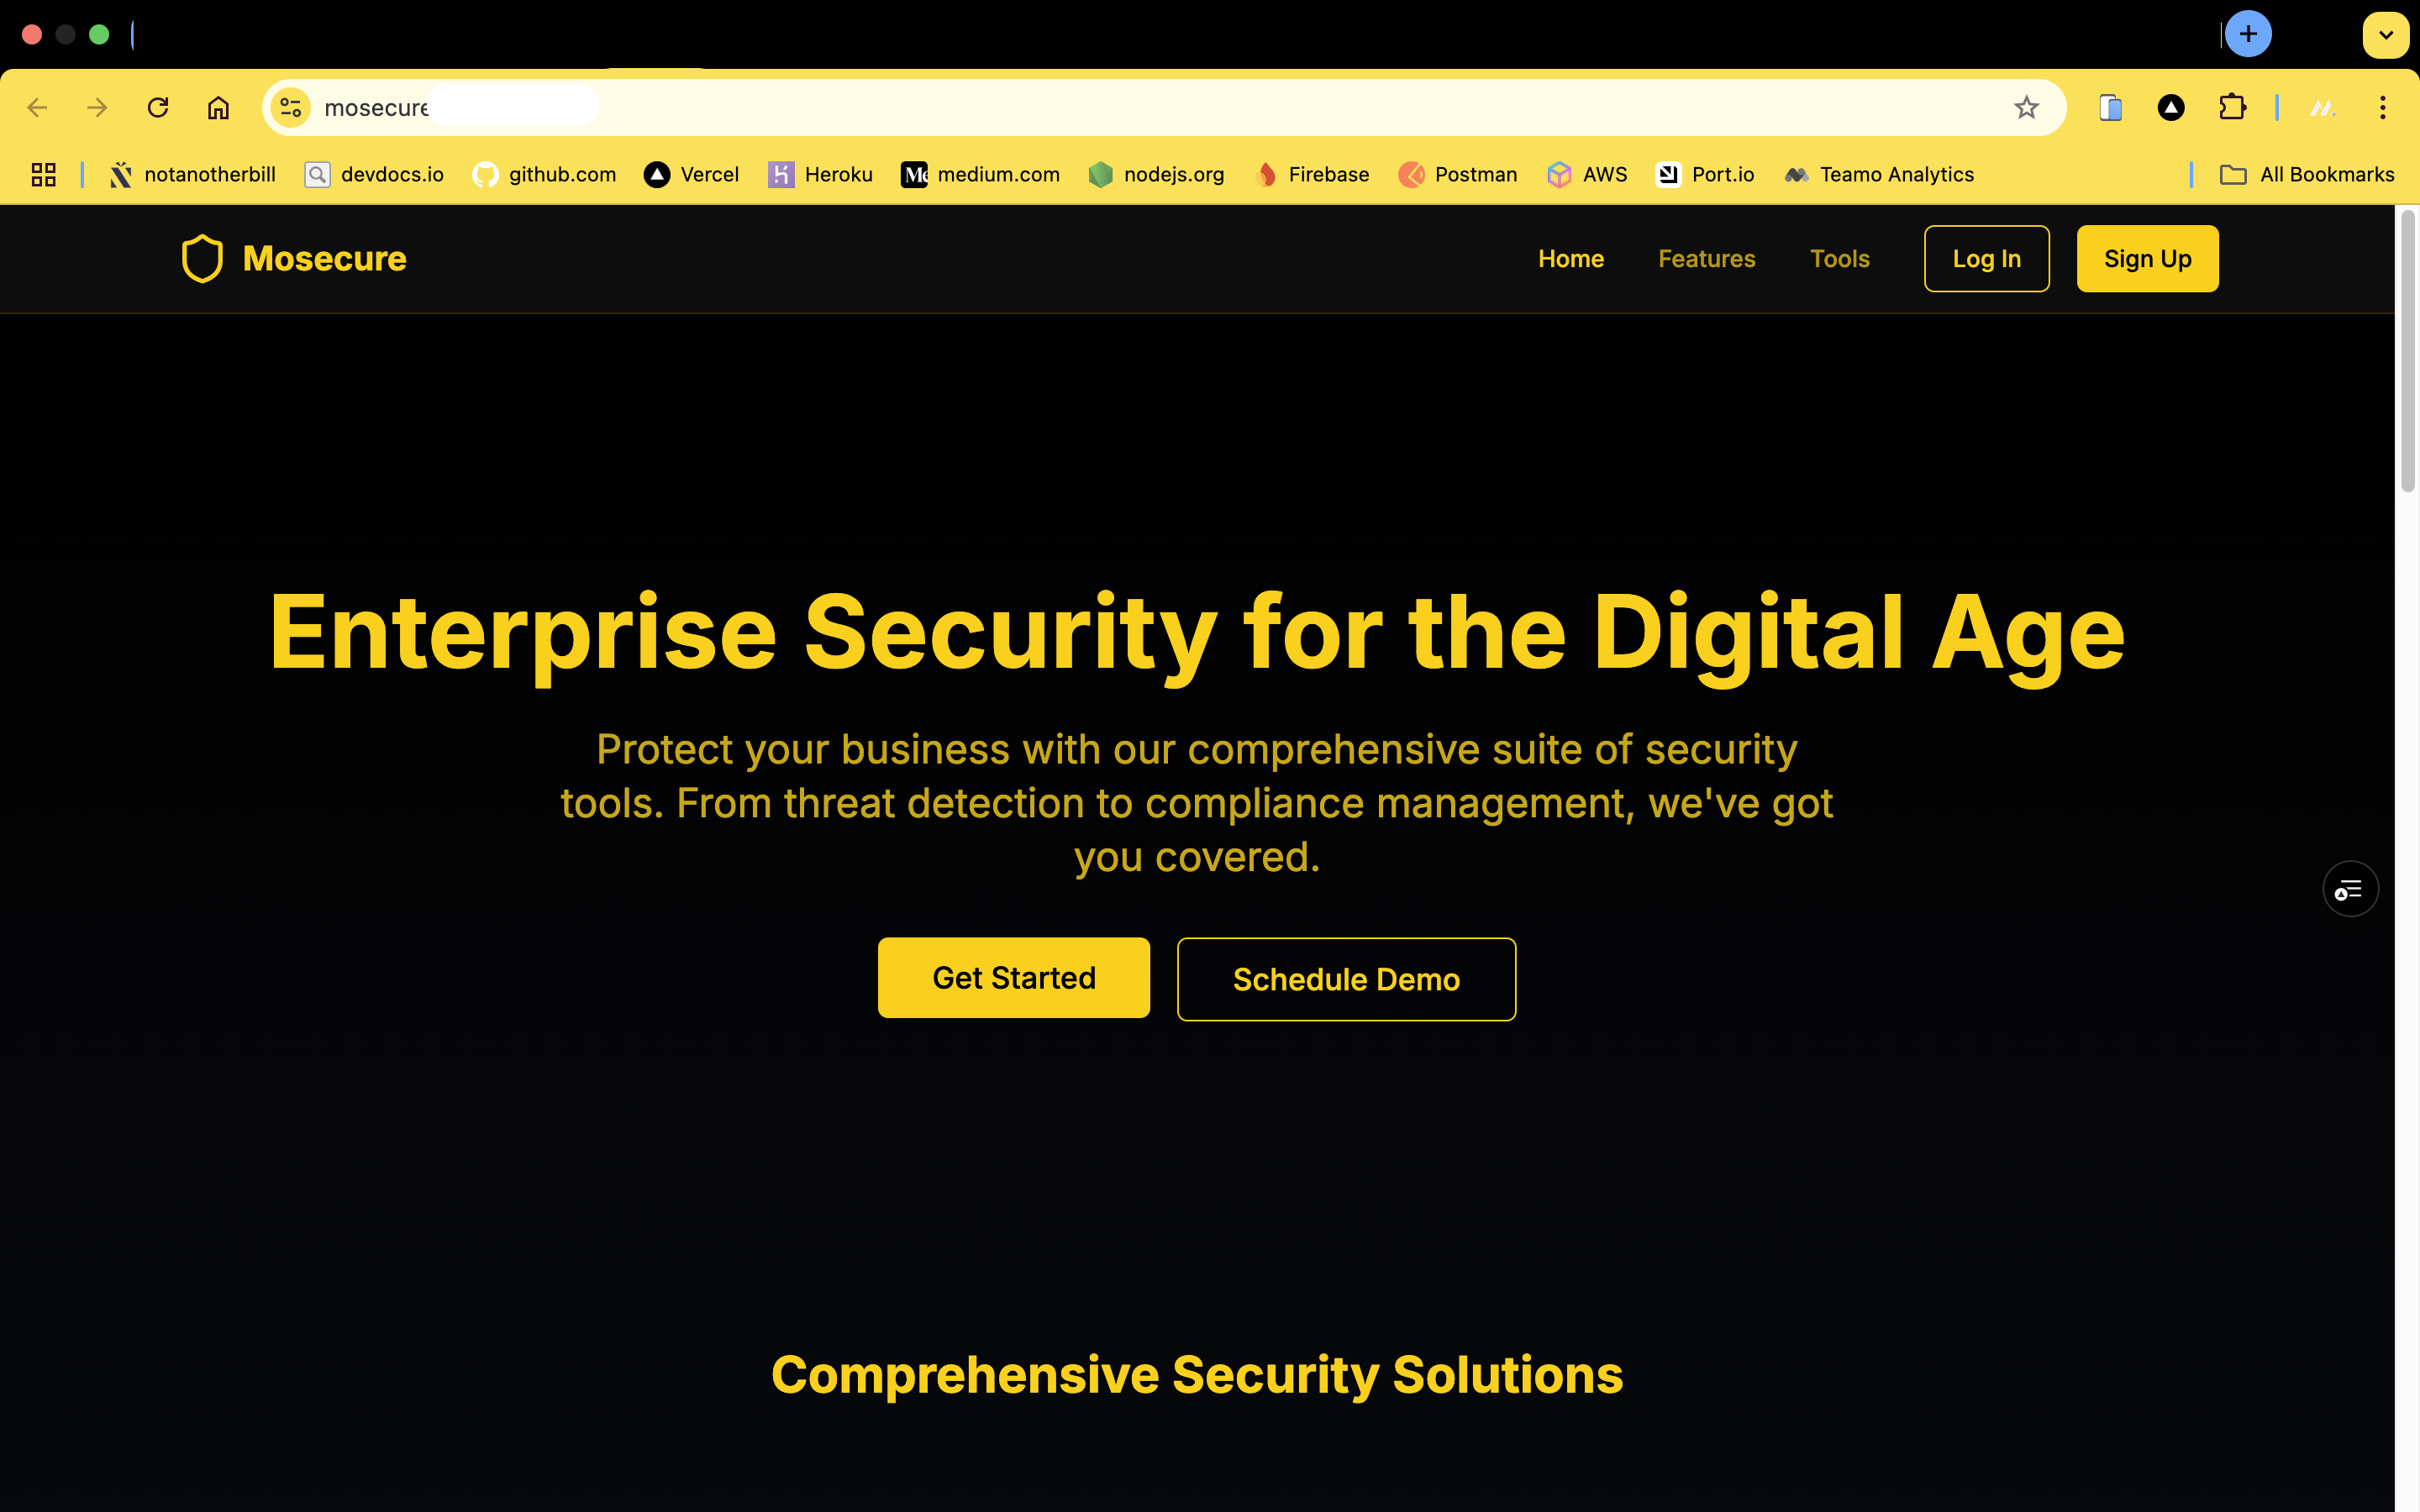 mosecure
notanotherbill devdocs.io github.com Vercel Heroku medium.com nodejs.org Firebase Postman AWS Port.io Teamo Analytics All Bookmarks
Mosecure Home Features Tools Log In Sign Up
Enterprise Security for the Digital Age
Protect your business with our comprehensive suite of security
tools. From threat detection to compliance management, we've got
you covered.
Get Started Schedule Demo
Comprehensive Security Solutions